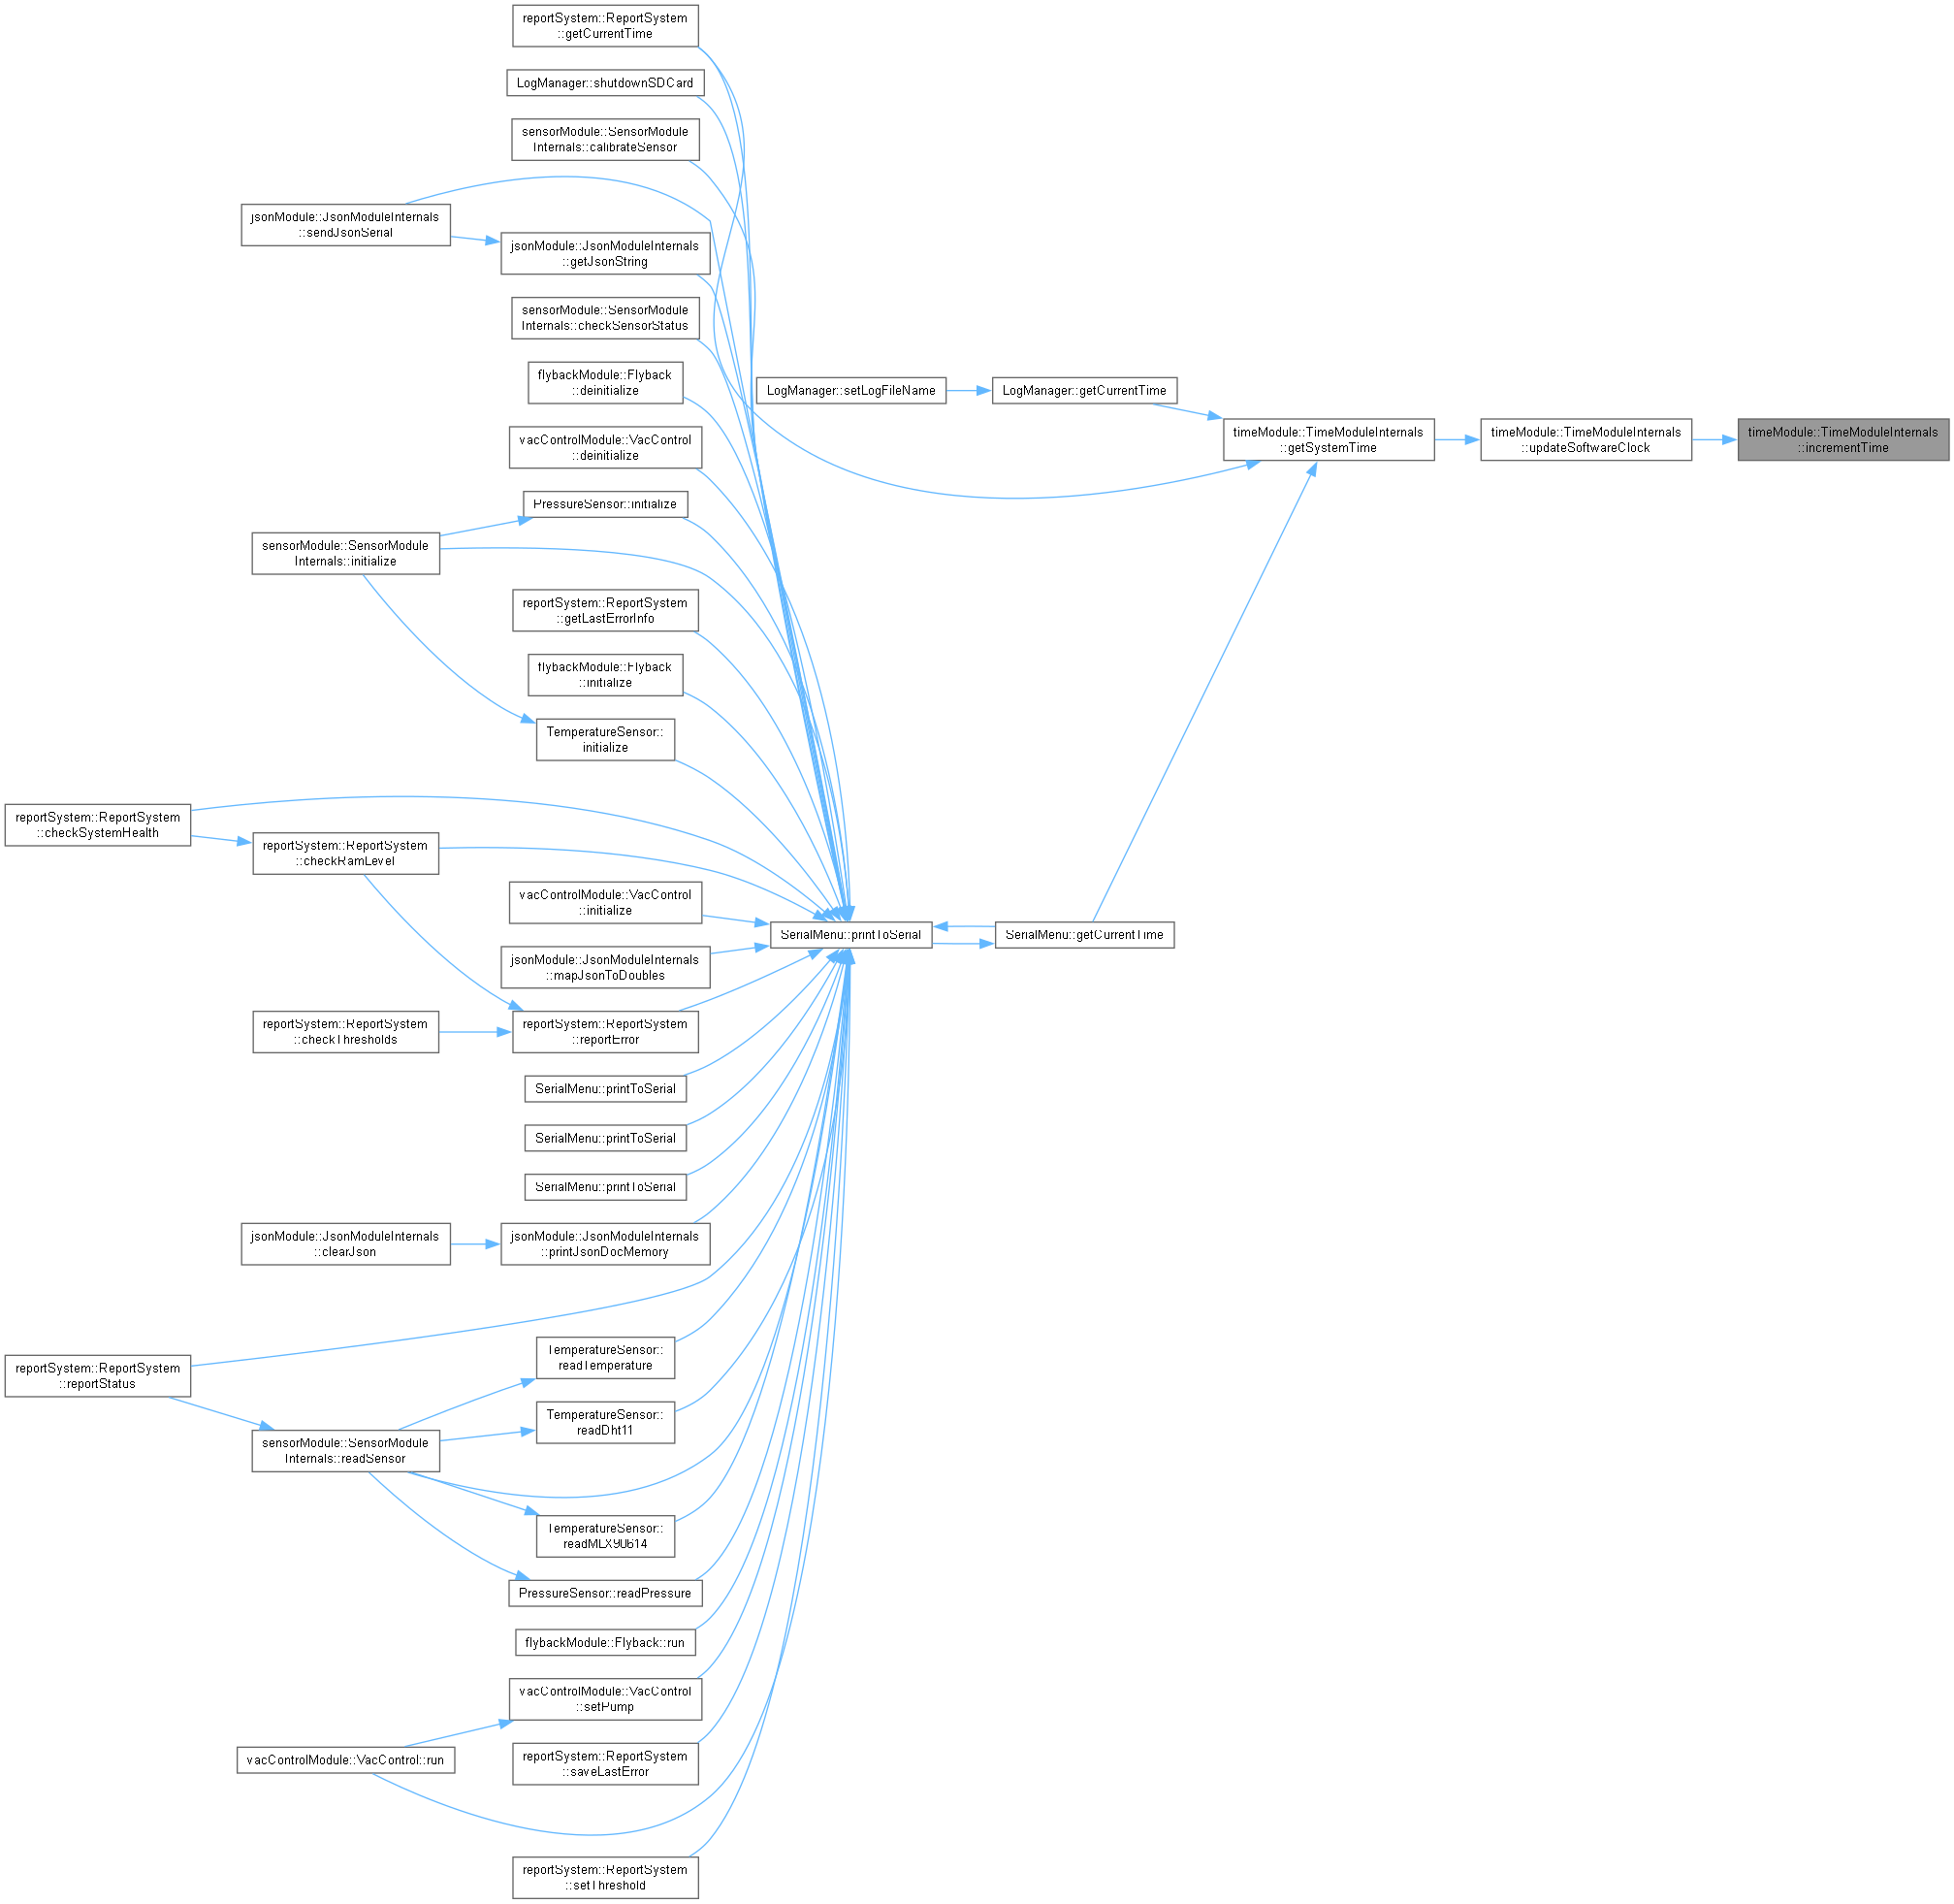 reportSystem::ReportSystem
::getCurrentTime
LogManager::shutdownSDCard
sensorModule::SensorModule
Internals::calibrateSensor
jsonModule::JsonModuleInternals
::sendJsonSerial
jsonModule::JsonModuleInternals
::getJsonString
sensorModule::SensorModule
Internals::checkSensorStatus
flybackModule::Flyback
::deinitialize
LogManager::setLogFileName
LogManager::getCurrentTime
timeModule::TimeModuleInternals
::getSystemTime
timeModule::TimeModuleInternals
::updateSoftwareClock
timeModule::TimeModuleInternals
::incrementTime
vacControlModule::VacControl
::deinitialize
PressureSensor::initialize
sensorModule::SensorModule
Internals::initialize
reportSystem::ReportSystem
::getLastErrorInfo
flybackModule::Flyback
::initialize
TemperatureSensor::
initialize
reportSystem::ReportSystem
::checkSystemHealth
reportSystem::ReportSystem
::checkRamLevel
vacControlModule::VacControl
::initialize
SerialMenu::printToSerial
SerialMenu::getCurrentTime
jsonModule::JsonModuleInternals
::mapJsonToDoubles
reportSystem::ReportSystem
::checkThresholds
reportSystem::ReportSystem
::reportError
SerialMenu::printToSerial
SerialMenu::printToSerial
SerialMenu::printToSerial
jsonModule::JsonModuleInternals
::clearJson
jsonModule::JsonModuleInternals
::printJsonDocMemory
TemperatureSensor::
readTemperature
reportSystem::ReportSystem
::reportStatus
TemperatureSensor::
readDht11
sensorModule::SensorModule
Internals::readSensor
TemperatureSensor::
readMLX90614
PressureSensor::readPressure
flybackModule::Flyback::run
vacControlModule::VacControl
::setPump
vacControlModule::VacControl::run
reportSystem::ReportSystem
::saveLastError
reportSystem::ReportSystem
::setThreshold